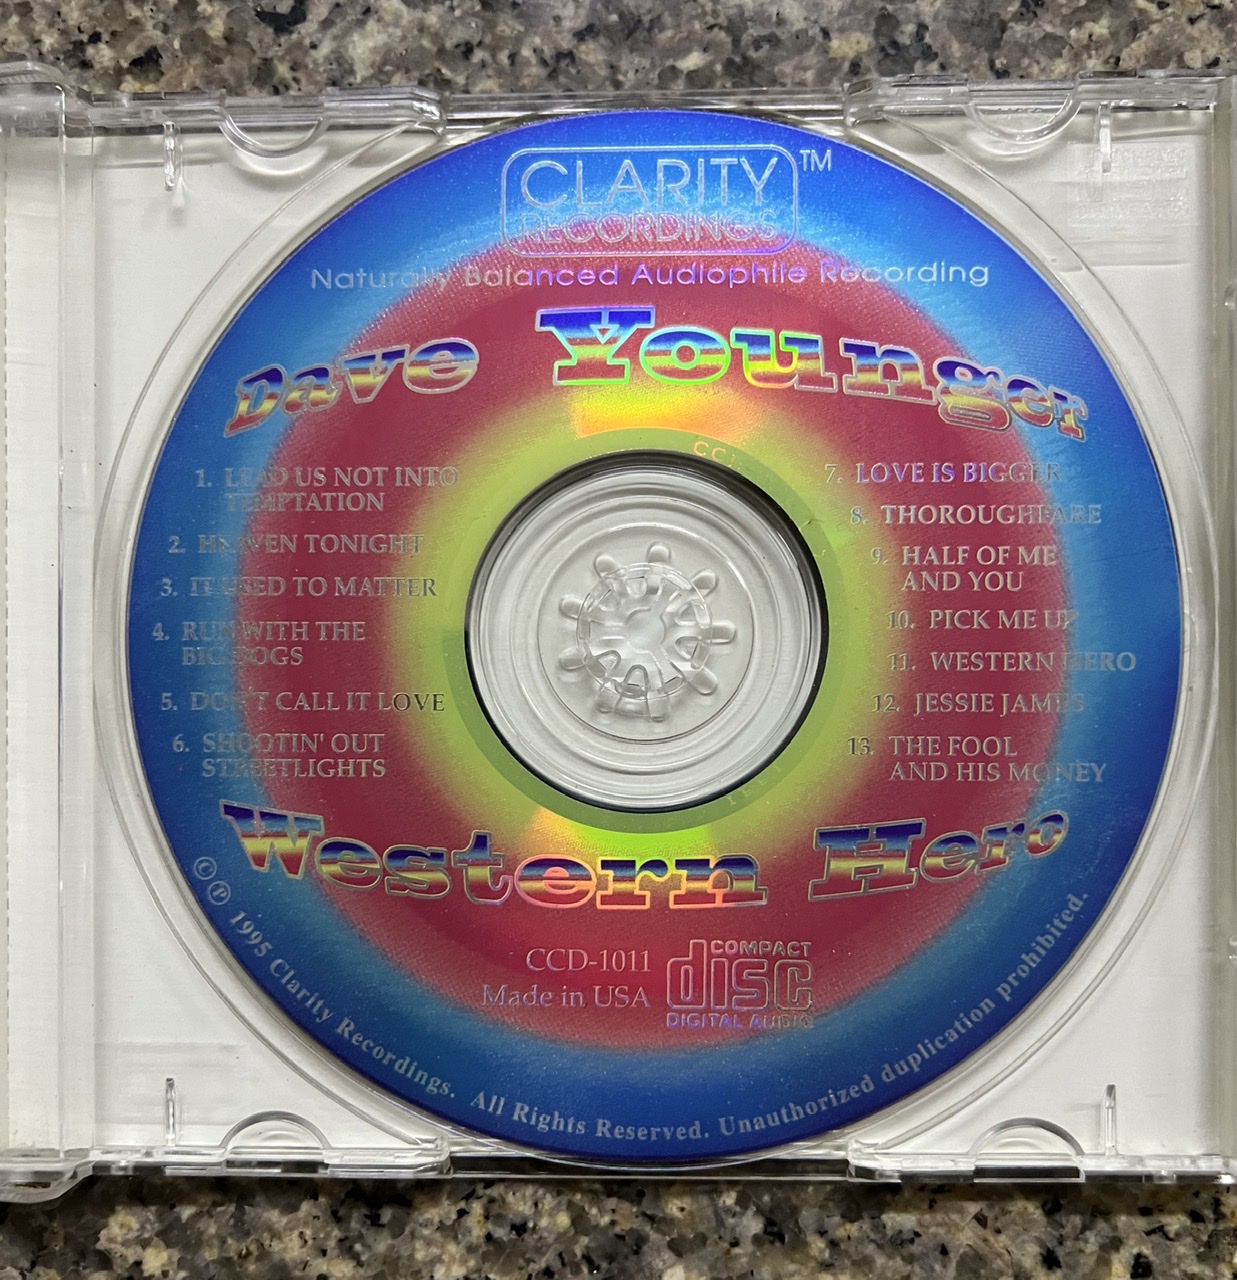 CLARITY™
RECORDINGS
Naturally Balanced Audiophile Recording
Dave Younger
1. LEAD US NOT INTO
TEMPTATION
2. HEAVEN TONIGHT
3. IT USED TO MATTER
4. RUN WITH THE
BIG DOGS
5. DON'T CALL IT LOVE
6. SHOOTIN' OUT
STREETLIGHTS
7. LOVE IS BIGGER
8. THOROUGHFARE
9. HALF OF ME
AND YOU
10. PICK ME UP
11. WESTERN HERO
12. JESSIE JAMES
13. THE FOOL
AND HIS MONEY
Western Hero
CCD-1011
Made in USA
COMPACT
disc
DIGITAL AUDIO
©℗ 1995 Clarity Recordings. All Rights Reserved. Unauthorized duplication prohibited.